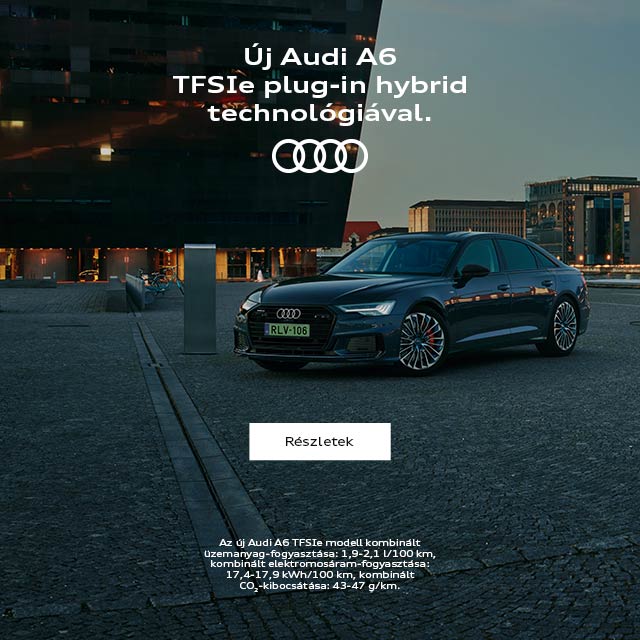 Új Audi A6
TFSIe plug-in hybrid
technológiával.
RLV-106
Részletek
Az új Audi A6 TFSIe modell kombinált
üzemanyag-fogyasztása: 1,9-2,1 l/100 km,
kombinált elektromosáram-fogyasztása:
17,4-17,9 kWh/100 km, kombinált
CO₂-kibocsátása: 43-47 g/km.